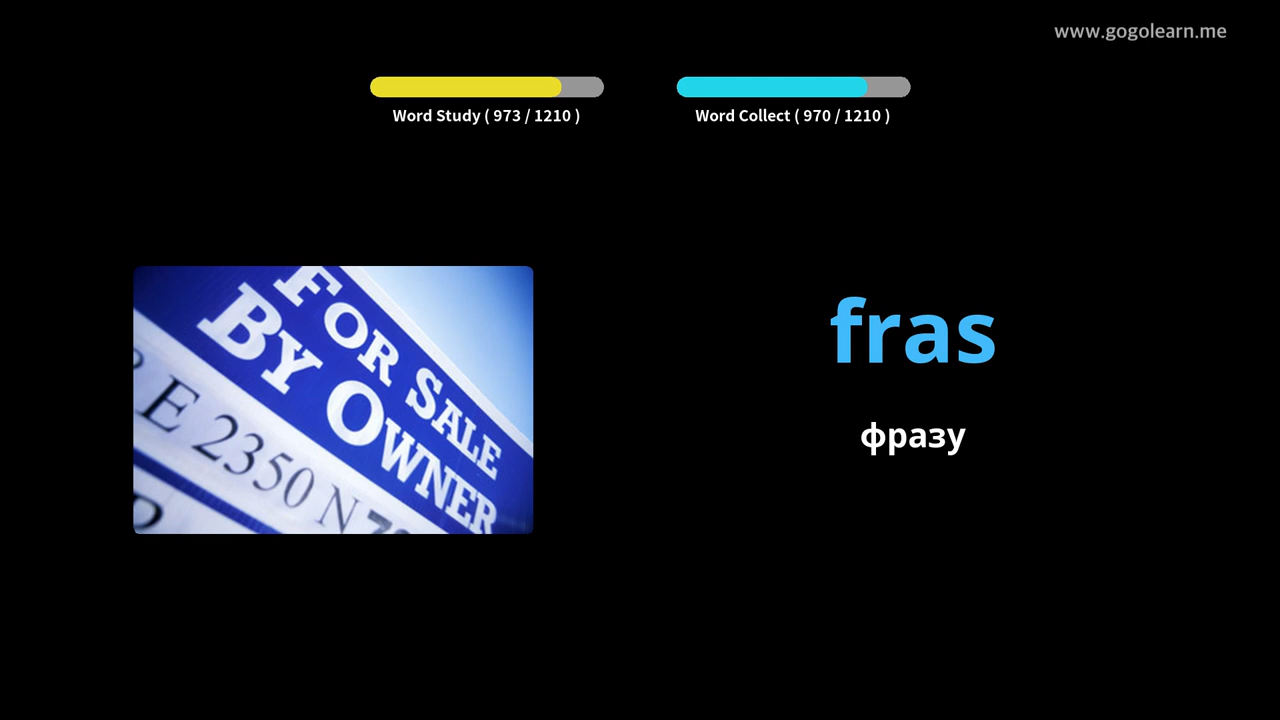 www.gogolearn.me
Word Study ( 973 / 1210 )
Word Collect ( 970 / 1210 )
FOR SALE
BY OWNER
E 2350 N
fras
фразу